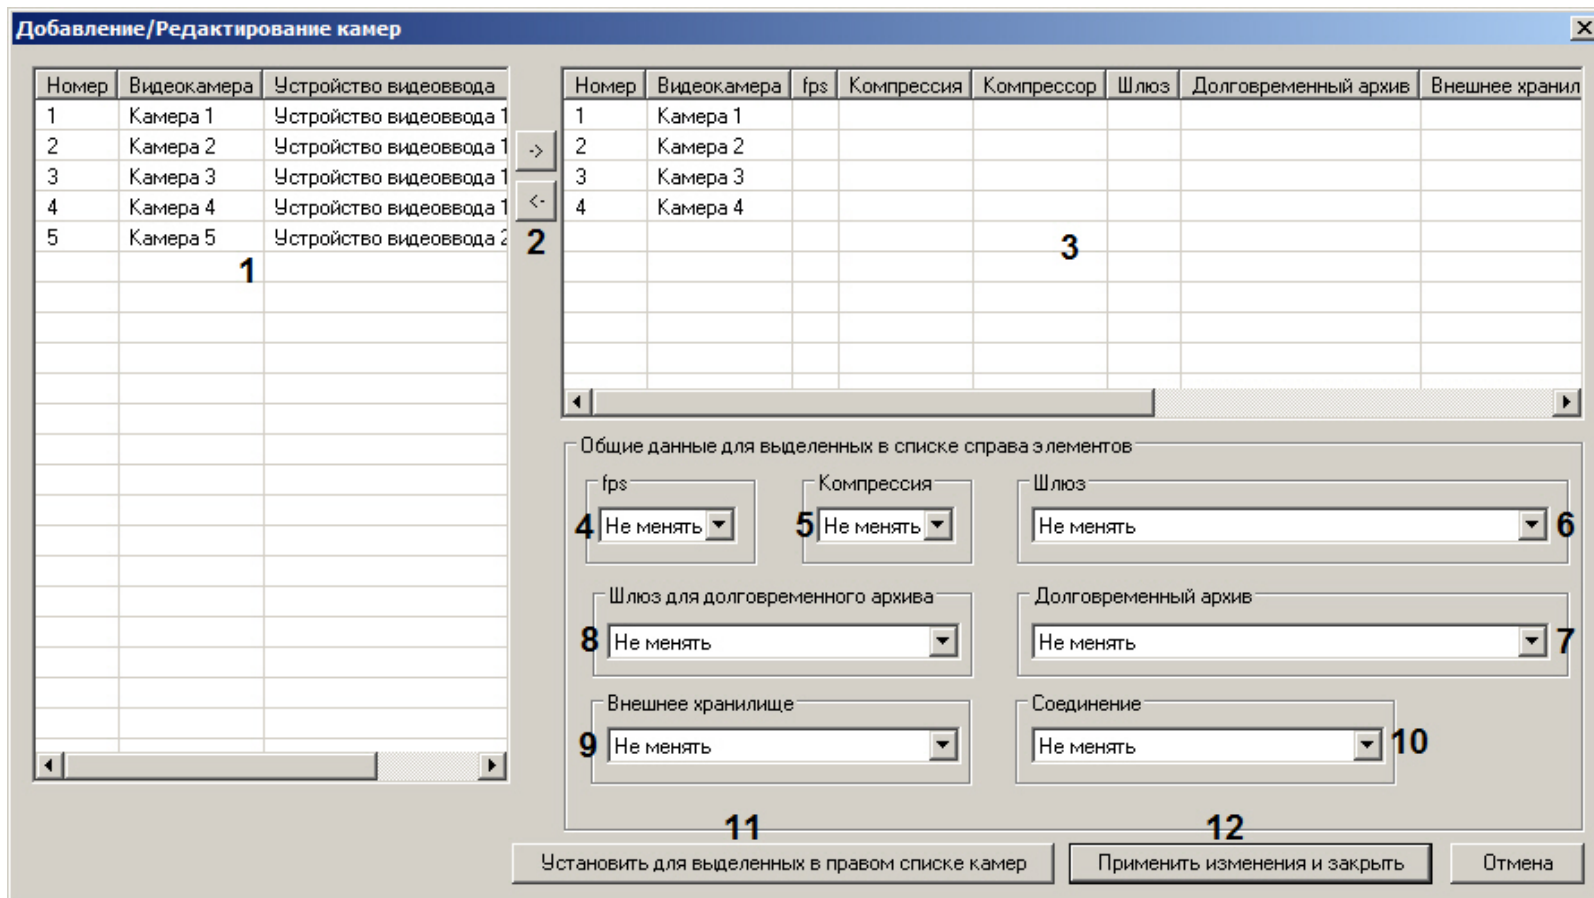 Добавление/Редактирование камер
Номер Видеокамера Устройство видеоввода
1 Камера 1 Устройство видеоввода 1
2 Камера 2 Устройство видеоввода 1
3 Камера 3 Устройство видеоввода 1
4 Камера 4 Устройство видеоввода 1
5 Камера 5 Устройство видеоввода 2
1
->
<-
2
Номер Видеокамера fps Компрессия Компрессор Шлюз Долговременный архив Внешнее хранил
1 Камера 1
2 Камера 2
3 Камера 3
4 Камера 4
3
Общие данные для выделенных в списке справа элементов
fps Компрессия Шлюз
4 Не менять 5 Не менять Не менять 6
Шлюз для долговременного архива Долговременный архив
8 Не менять Не менять 7
Внешнее хранилище Соединение
9 Не менять Не менять 10
11 12
Установить для выделенных в правом списке камер Применить изменения и закрыть Отмена